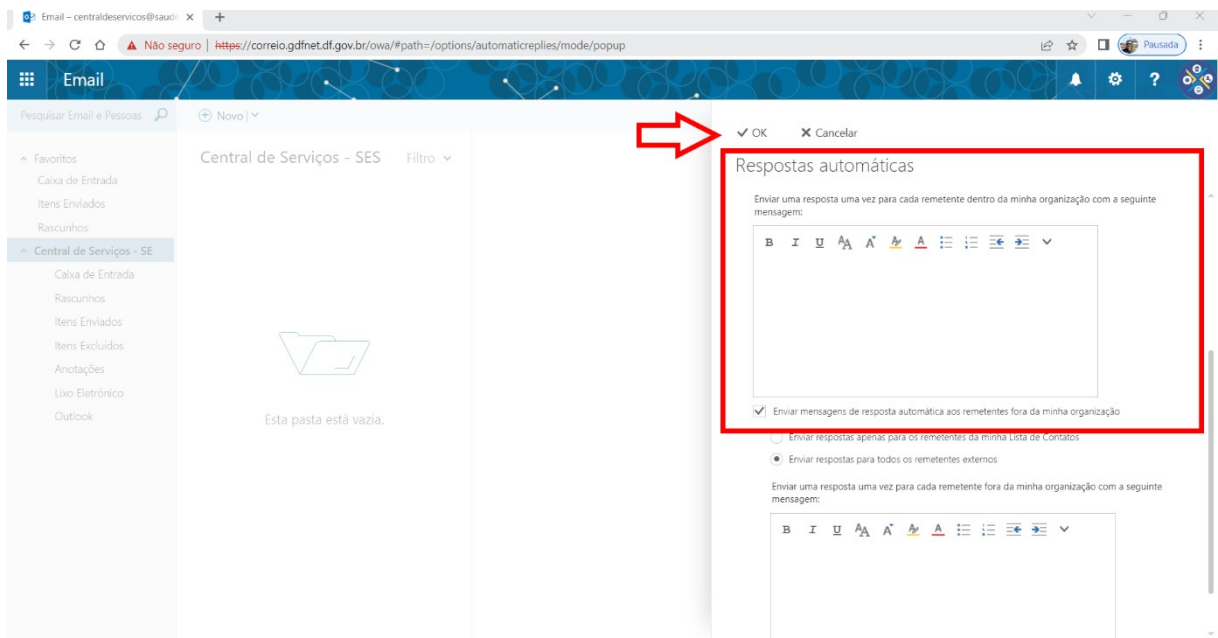 Email – centraldeservicos@saude
Não seguro | https://correio.gdfnet.df.gov.br/owa/#path=/options/automaticreplies/mode/popup
Pausada
Email
?
Pesquisar Email e Pessoas
Novo
Favoritos
Caixa de Entrada
Itens Enviados
Rascunhos
Central de Serviços - SE
Caixa de Entrada
Rascunhos
Itens Enviados
Itens Excluídos
Anotações
Lixo Eletrônico
Outlook
Central de Serviços - SES Filtro
Esta pasta está vazia.
OK Cancelar
Respostas automáticas
Enviar uma resposta uma vez para cada remetente dentro da minha organização com a seguinte
mensagem:
B I U AA A A A
Enviar mensagens de resposta automática aos remetentes fora da minha organização
Enviar respostas apenas para os remetentes da minha Lista de Contatos
Enviar respostas para todos os remetentes externos
Enviar uma resposta uma vez para cada remetente fora da minha organização com a seguinte
mensagem:
B I U AA A A A